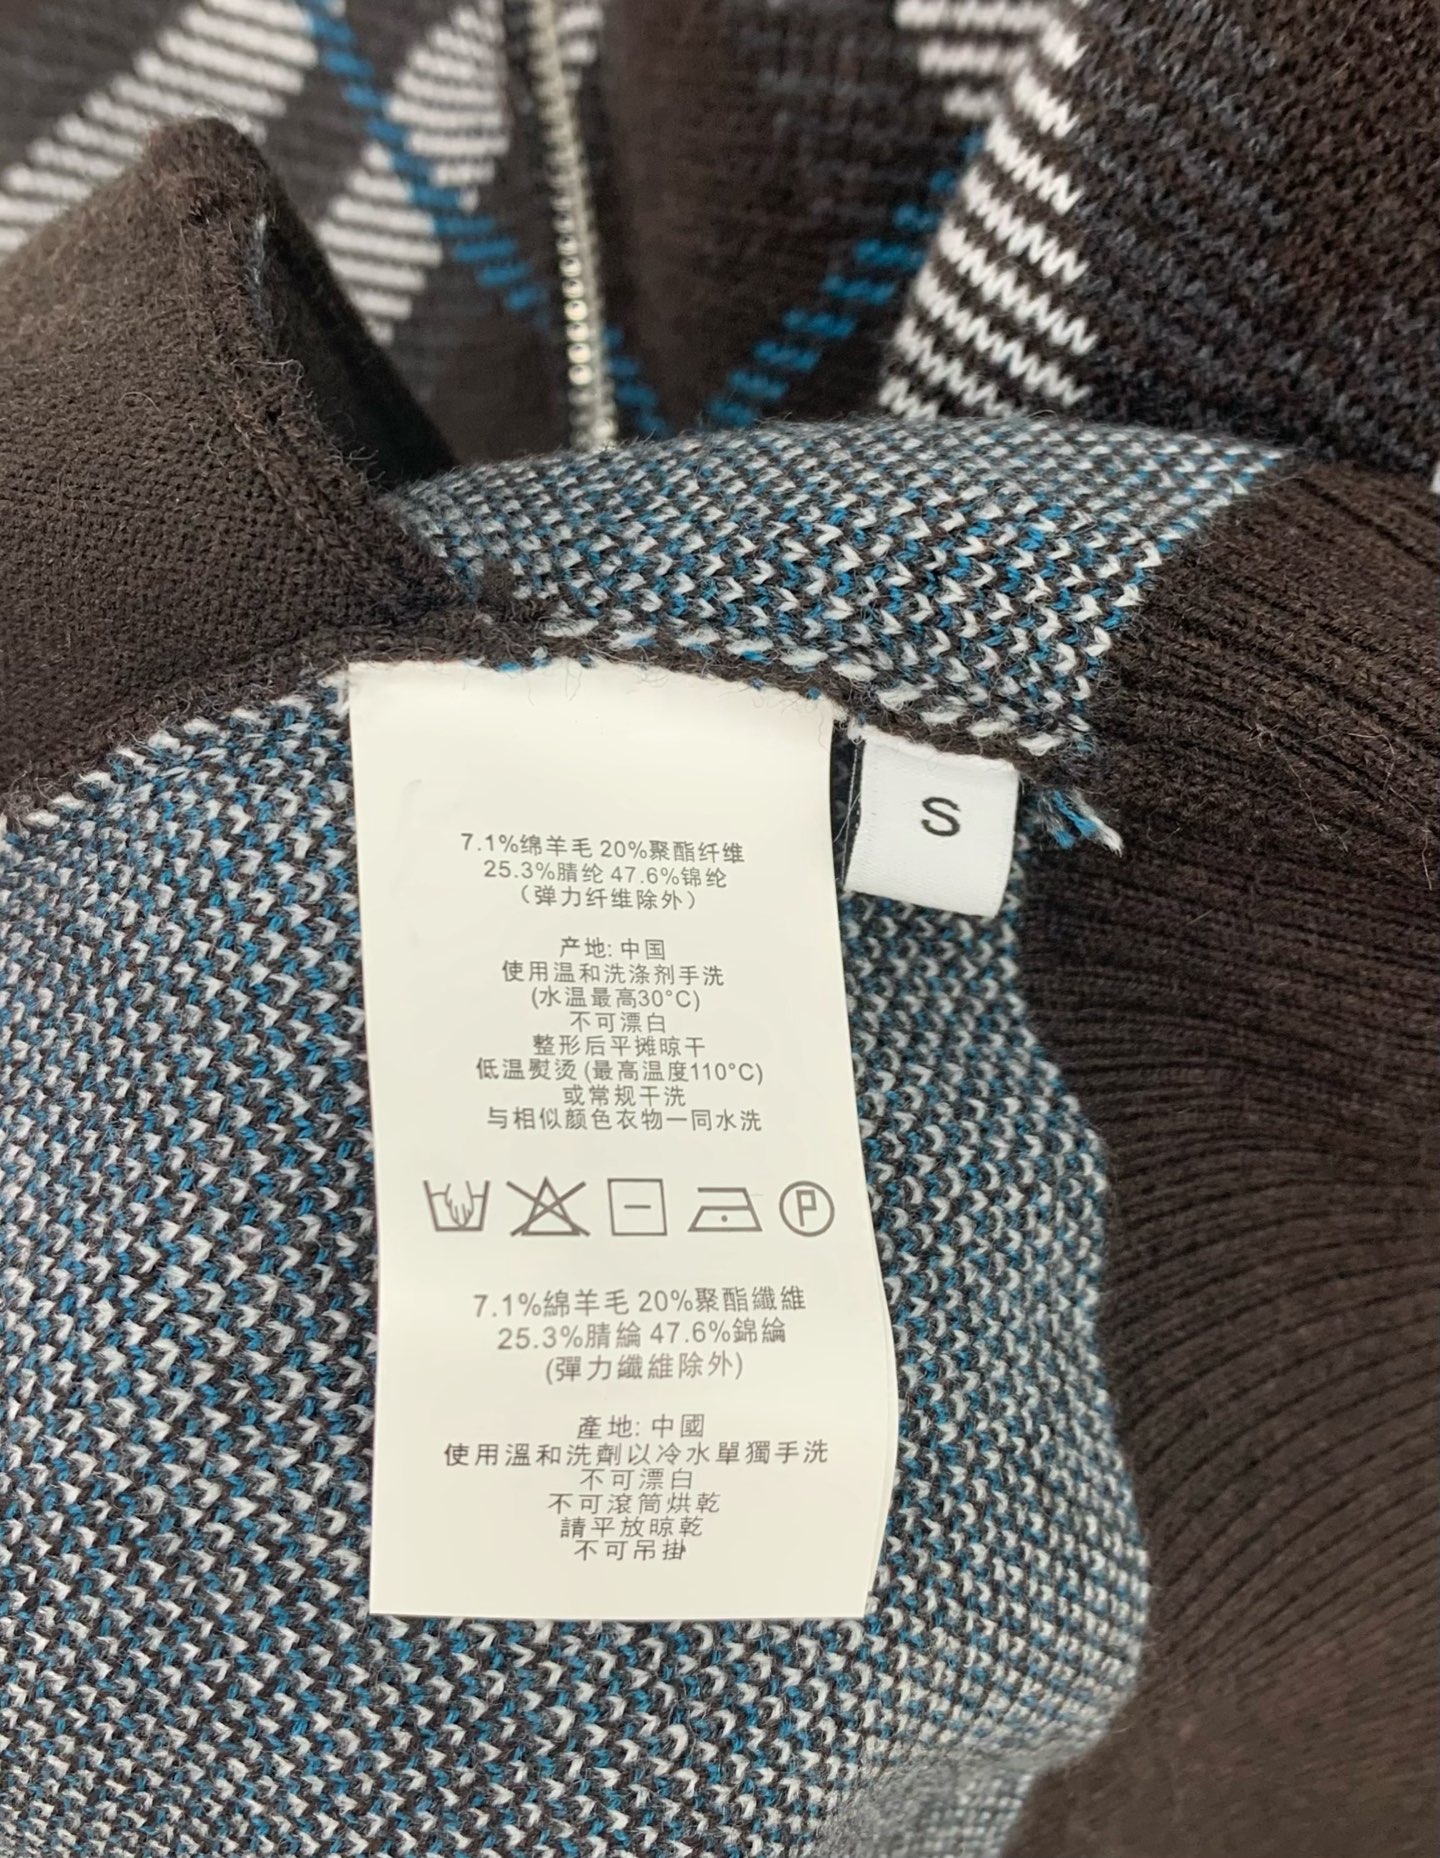 7.1%绵羊毛 20%聚酯纤维
25.3%腈纶 47.6%锦纶
（弹力纤维除外）
产地: 中国
使用温和洗涤剂手洗
(水温最高30°C)
不可漂白
整形后平摊晾干
低温熨烫 (最高温度110°C)
或常规干洗
与相似颜色衣物一同水洗
P
7.1%綿羊毛 20%聚酯纖維
25.3%腈綸 47.6%錦綸
(彈力纖維除外)
產地: 中國
使用溫和洗劑以冷水單獨手洗
不可漂白
不可滾筒烘乾
請平放晾乾
不可吊掛
S